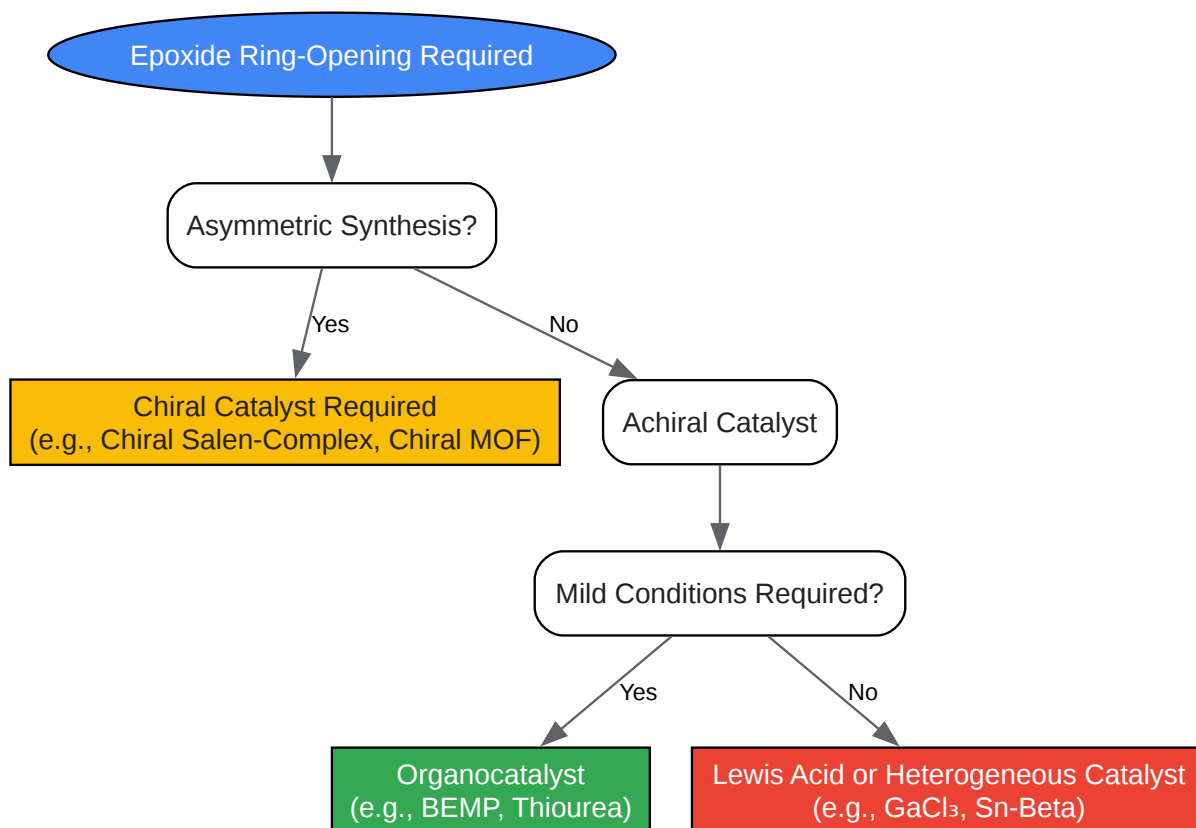 Epoxide Ring-Opening Required
Asymmetric Synthesis?
Yes
No
Chiral Catalyst Required
(e.g., Chiral Salen-Complex, Chiral MOF)
Achiral Catalyst
Mild Conditions Required?
Yes
No
Organocatalyst
(e.g., BEMP, Thiourea)
Lewis Acid or Heterogeneous Catalyst
(e.g., GaCl₃, Sn-Beta)